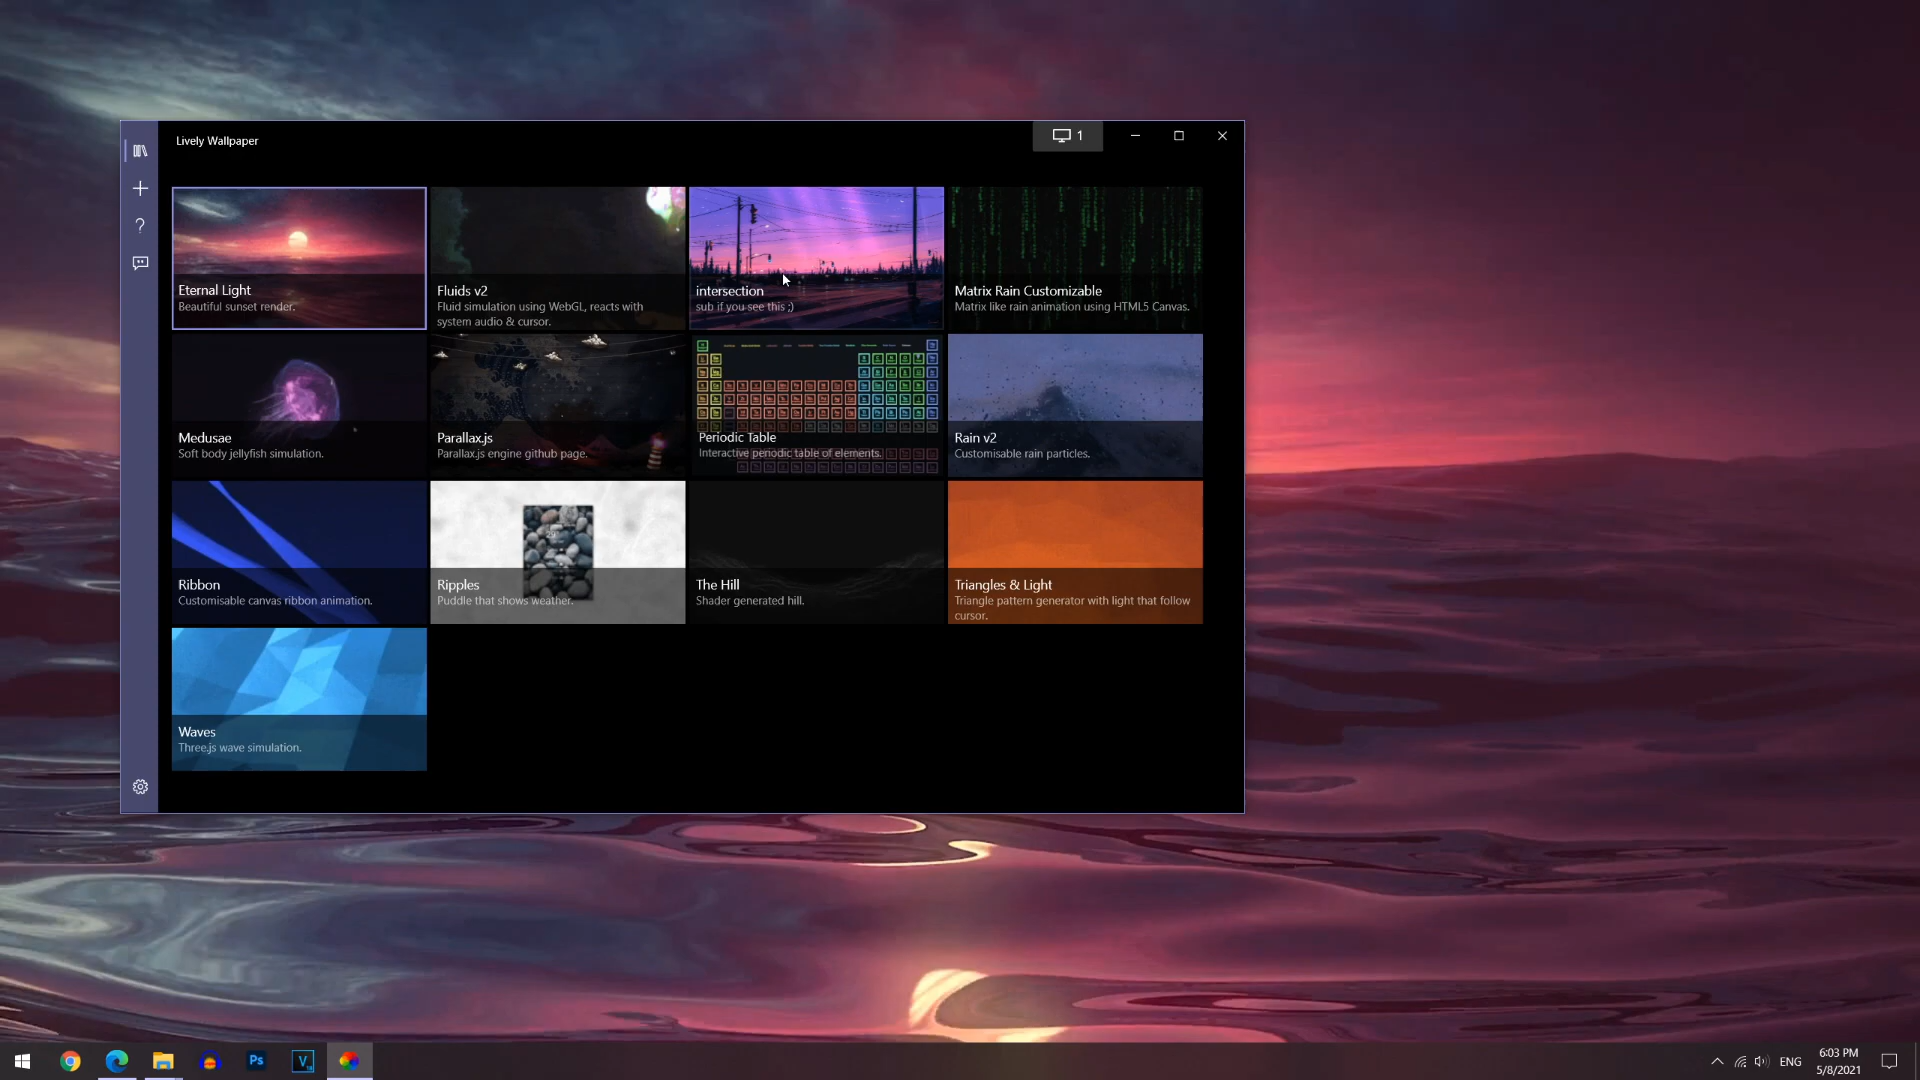 Lively Wallpaper
1
Eternal Light
Beautiful sunset render.
Fluids v2
Fluid simulation using WebGL, reacts with
system audio & cursor.
intersection
sub if you see this ;)
Matrix Rain Customizable
Matrix like rain animation using HTML5 Canvas.
Medusae
Soft body jellyfish simulation.
Parallax.js
Parallax.js engine github page.
Periodic Table
Interactive periodic table of elements.
Rain v2
Customisable rain particles.
Ribbon
Customisable canvas ribbon animation.
Ripples
Puddle that shows weather.
The Hill
Shader generated hill.
Triangles & Light
Triangle pattern generator with light that follow
cursor.
Waves
Three.js wave simulation.
Ps
V
ENG
6:03 PM
5/8/2021